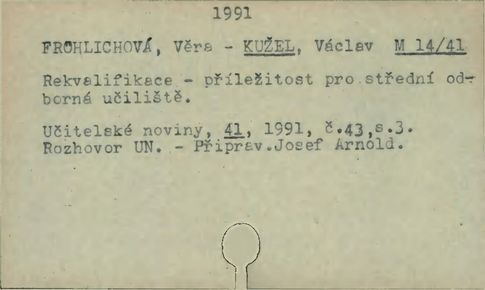 1991
FROHLICHOVÁ, Věra - KUŽEL, Václav M 14/41
Rekvalifikace - příležitost pro střední od-
borná učiliště.
Učitelské noviny, 41, 1991, č.43,s.3.
Rozhovor UN. - Připrav.Josef Arnold.